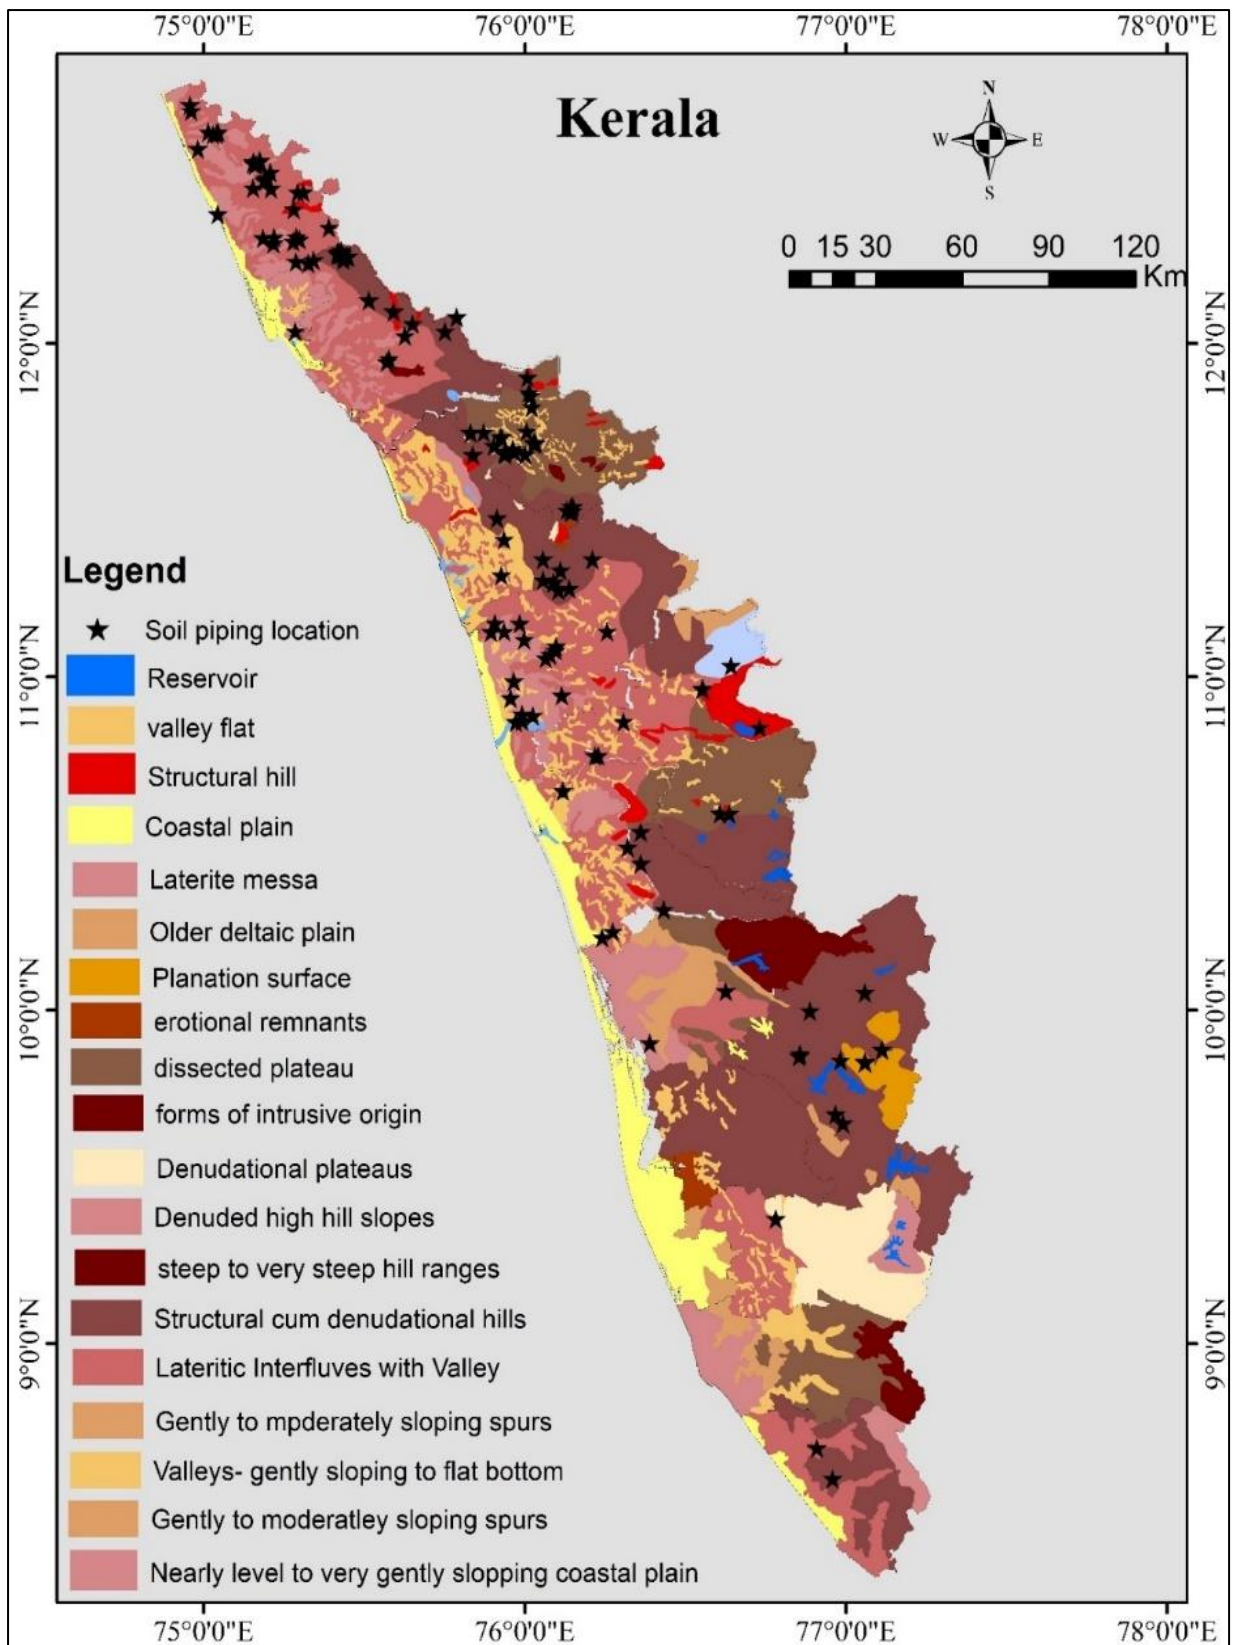 75°0'0"E 76°0'0"E 77°0'0"E 78°0'0"E
Kerala
N
W E
S
0 15 30 60 90 120
Km
12°0'0"N 12°0'0"N
11°0'0"N 11°0'0"N
10°0'0"N 10°0'0"N
9°0'0"N 9°0'0"N
Legend
Soil piping location
Reservoir
valley flat
Structural hill
Coastal plain
Laterite messa
Older deltaic plain
Planation surface
erotional remnants
dissected plateau
forms of intrusive origin
Denudational plateaus
Denuded high hill slopes
steep to very steep hill ranges
Structural cum denudational hills
Lateritic Interfluves with Valley
Gently to mpderately sloping spurs
Valleys- gently sloping to flat bottom
Gently to moderatley sloping spurs
Nearly level to very gently slopping coastal plain
75°0'0"E 76°0'0"E 77°0'0"E 78°0'0"E